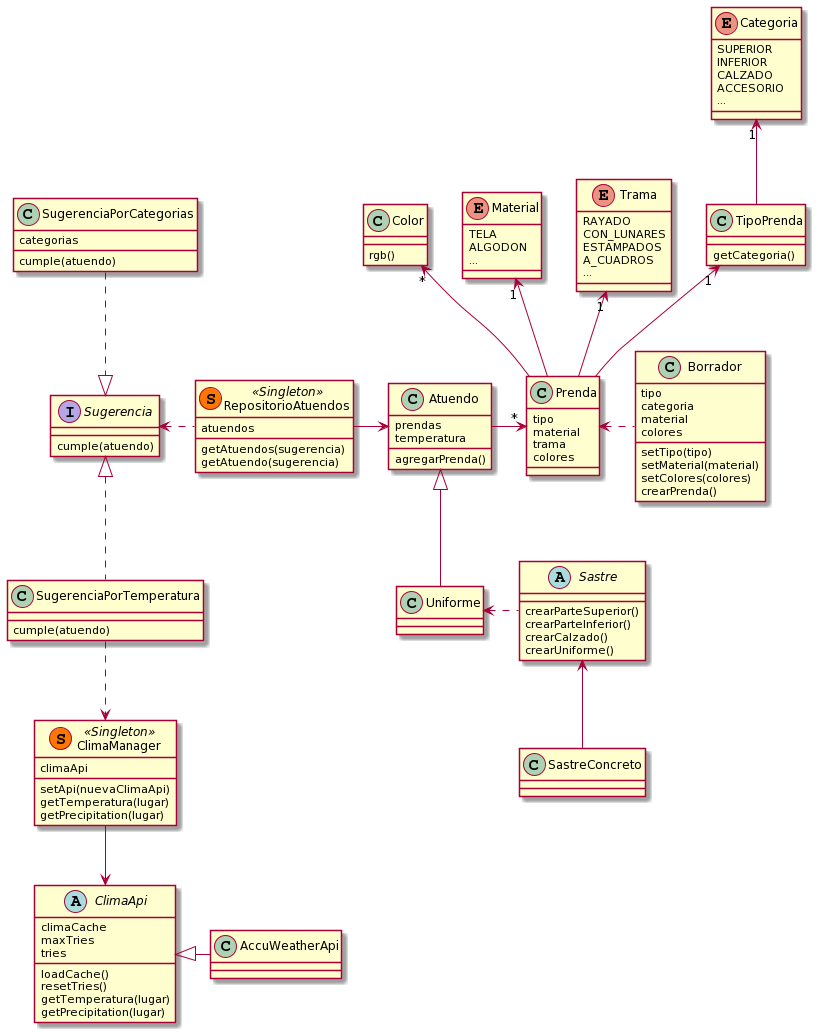 E Categoria
SUPERIOR
INFERIOR
CALZADO
ACCESORIO
...
1
C SugerenciaPorCategorias
categorias
cumple(atuendo)
C Color
rgb()
*
E Material
TELA
ALGODON
...
1
E Trama
RAYADO
CON_LUNARES
ESTAMPADOS
A_CUADROS
...
1
C TipoPrenda
getCategoria()
1
I Sugerencia
cumple(atuendo)
S «Singleton»
RepositorioAtuendos
atuendos
getAtuendos(sugerencia)
getAtuendo(sugerencia)
C Atuendo
prendas
temperatura
agregarPrenda()
*
C Prenda
tipo
material
trama
colores
C Borrador
tipo
categoria
material
colores
setTipo(tipo)
setMaterial(material)
setColores(colores)
crearPrenda()
C SugerenciaPorTemperatura
cumple(atuendo)
C Uniforme
A Sastre
crearParteSuperior()
crearParteInferior()
crearCalzado()
crearUniforme()
S «Singleton»
ClimaManager
climaApi
setApi(nuevaClimaApi)
getTemperatura(lugar)
getPrecipitation(lugar)
C SastreConcreto
A ClimaApi
climaCache
maxTries
tries
loadCache()
resetTries()
getTemperatura(lugar)
getPrecipitation(lugar)
C AccuWeatherApi